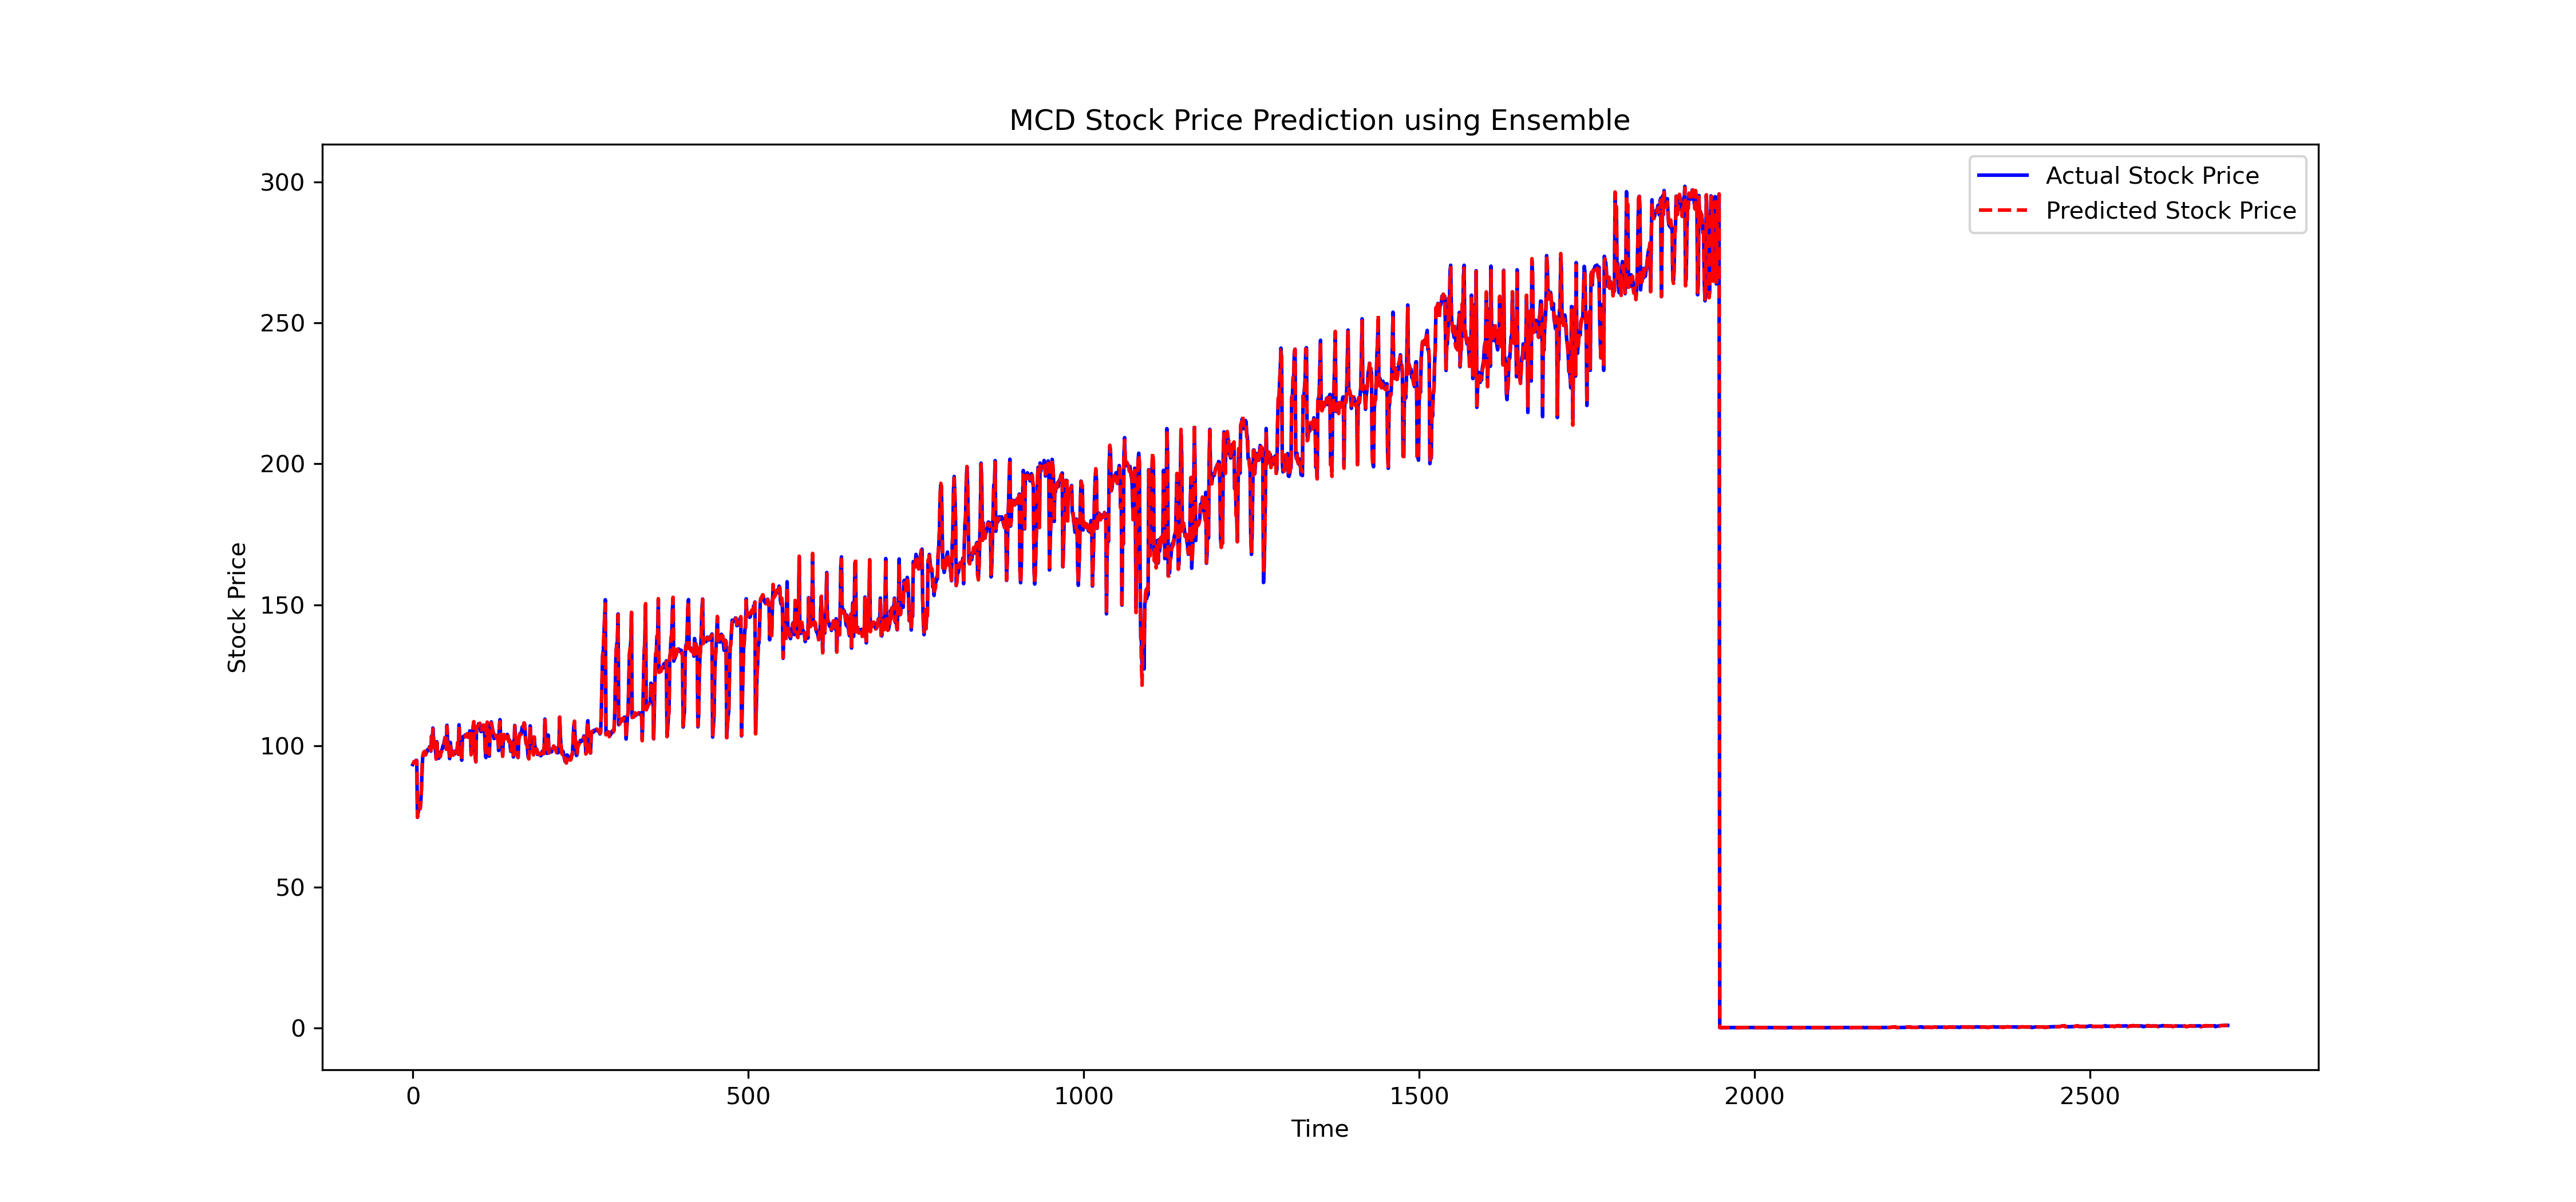 MCD Stock Price Prediction using Ensemble
Actual Stock Price
Predicted Stock Price
300
250
200
150
100
50
0
Stock Price
0 500 1000 1500 2000 2500
Time